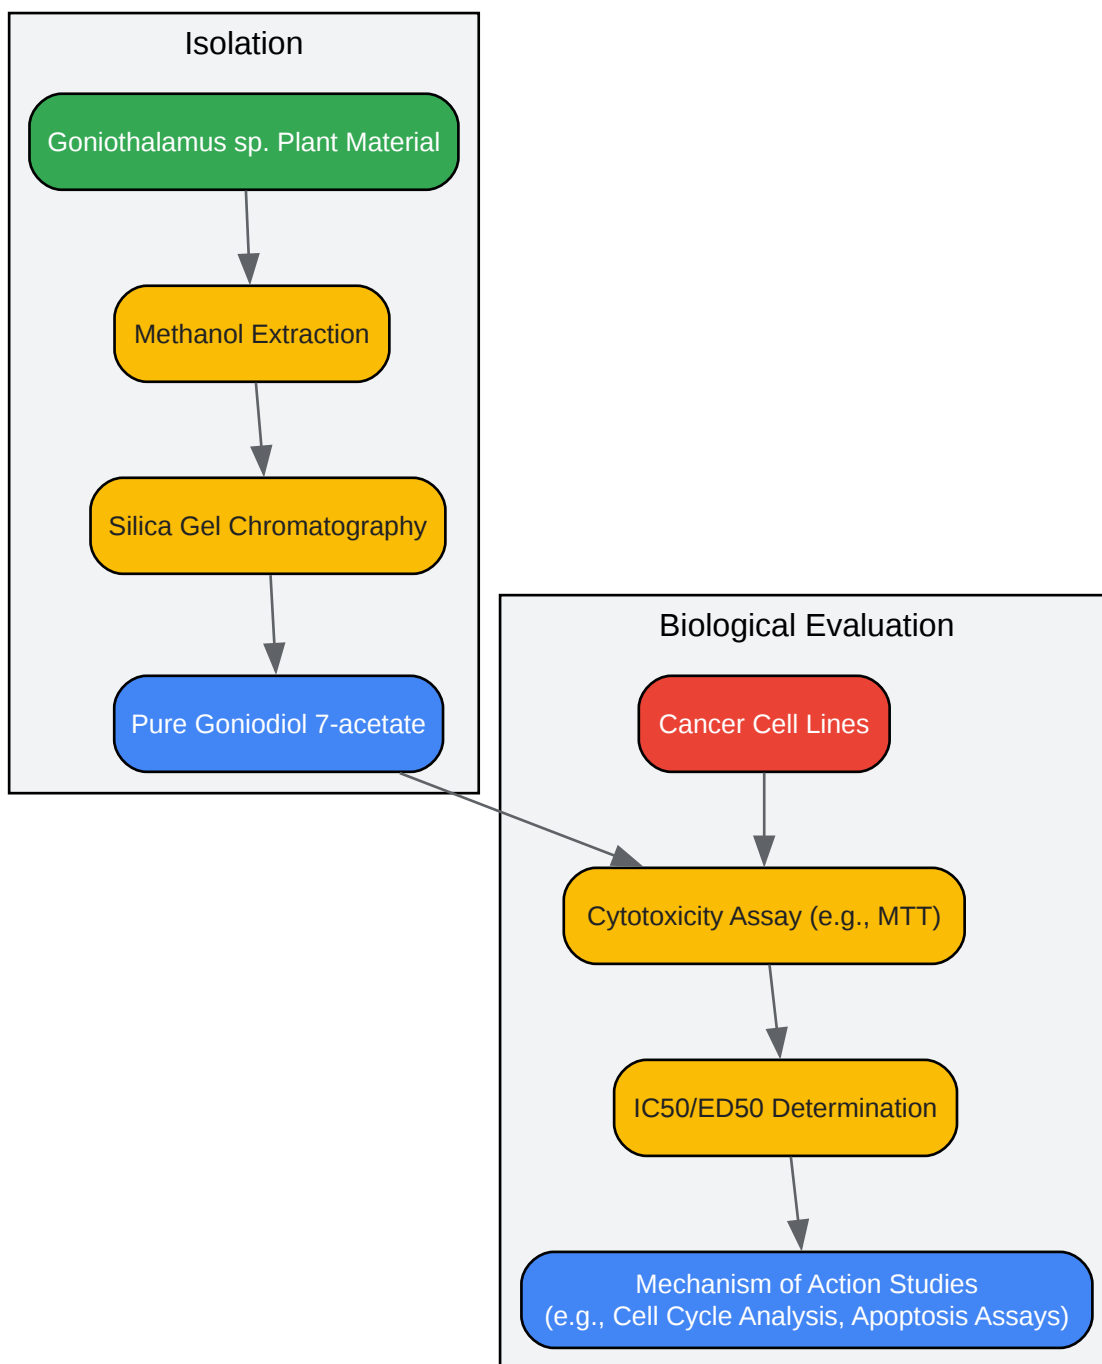 Isolation
Goniothalamus sp. Plant Material
Methanol Extraction
Silica Gel Chromatography
Pure Goniodiol 7-acetate
Biological Evaluation
Cancer Cell Lines
Cytotoxicity Assay (e.g., MTT)
IC50/ED50 Determination
Mechanism of Action Studies
(e.g., Cell Cycle Analysis, Apoptosis Assays)